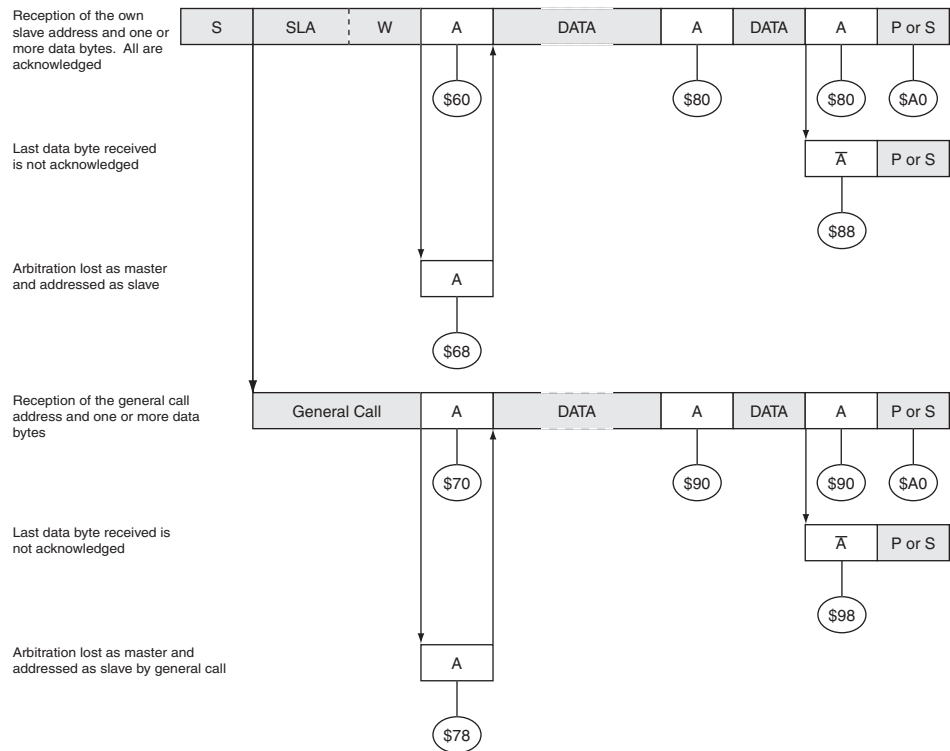 Reception of the own
slave address and one or
more data bytes.  All are
acknowledged
S SLA W A DATA A DATA A P or S
$60 $80 $80 $A0
Last data byte received
is not acknowledged
A̅ P or S
$88
Arbitration lost as master
and addressed as slave
A
$68
Reception of the general call
address and one or more data
bytes
General Call A DATA A DATA A P or S
$70 $90 $90 $A0
Last data byte received is
not acknowledged
A̅ P or S
$98
Arbitration lost as master and
addressed as slave by general call
A
$78